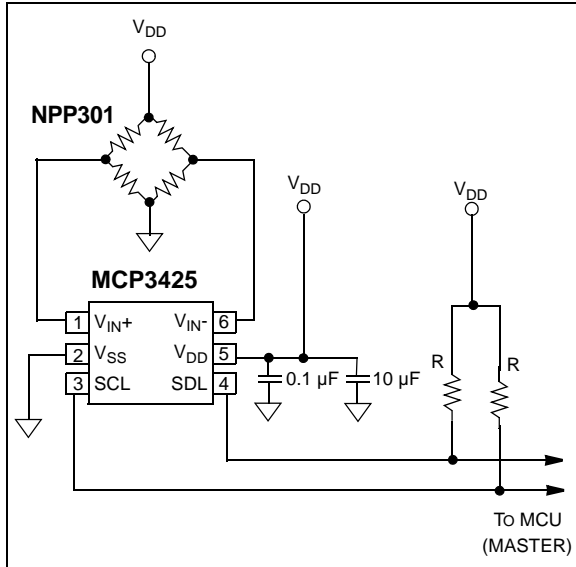 VDD
NPP301
VDD
VDD
MCP3425
1 VIN+ VIN- 6
2 VSS VDD 5
3 SCL SDL 4
0.1 µF
10 µF
R
R
TO MCU
(MASTER)